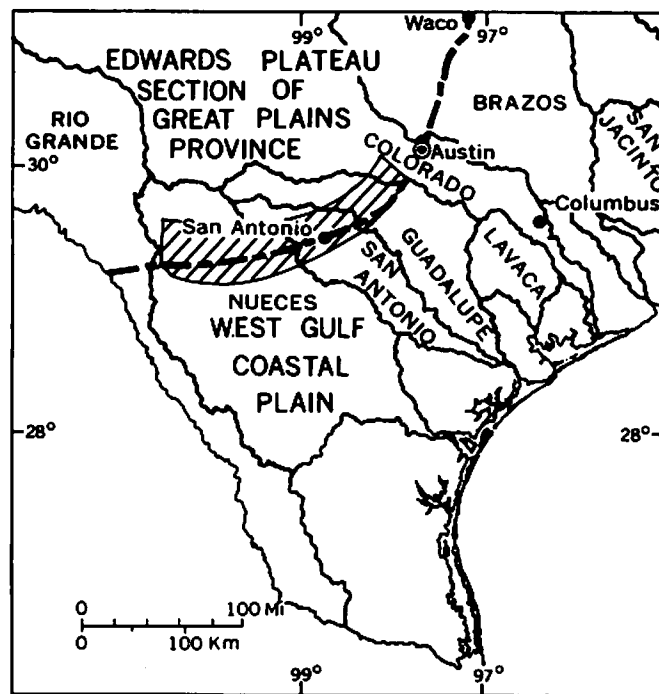 99°
Waco
97°
EDWARDS PLATEAU
SECTION OF
GREAT PLAINS
PROVINCE
RIO
GRANDE
BRAZOS
SAN
JACINTO
30°
Austin
COLORADO
Columbus
San Antonio
SAN
ANTONIO
GUADALUPE
LAVACA
NUECES
WEST GULF
COASTAL
PLAIN
28°
28°
0 100 Mi
0 100 Km
99°
97°